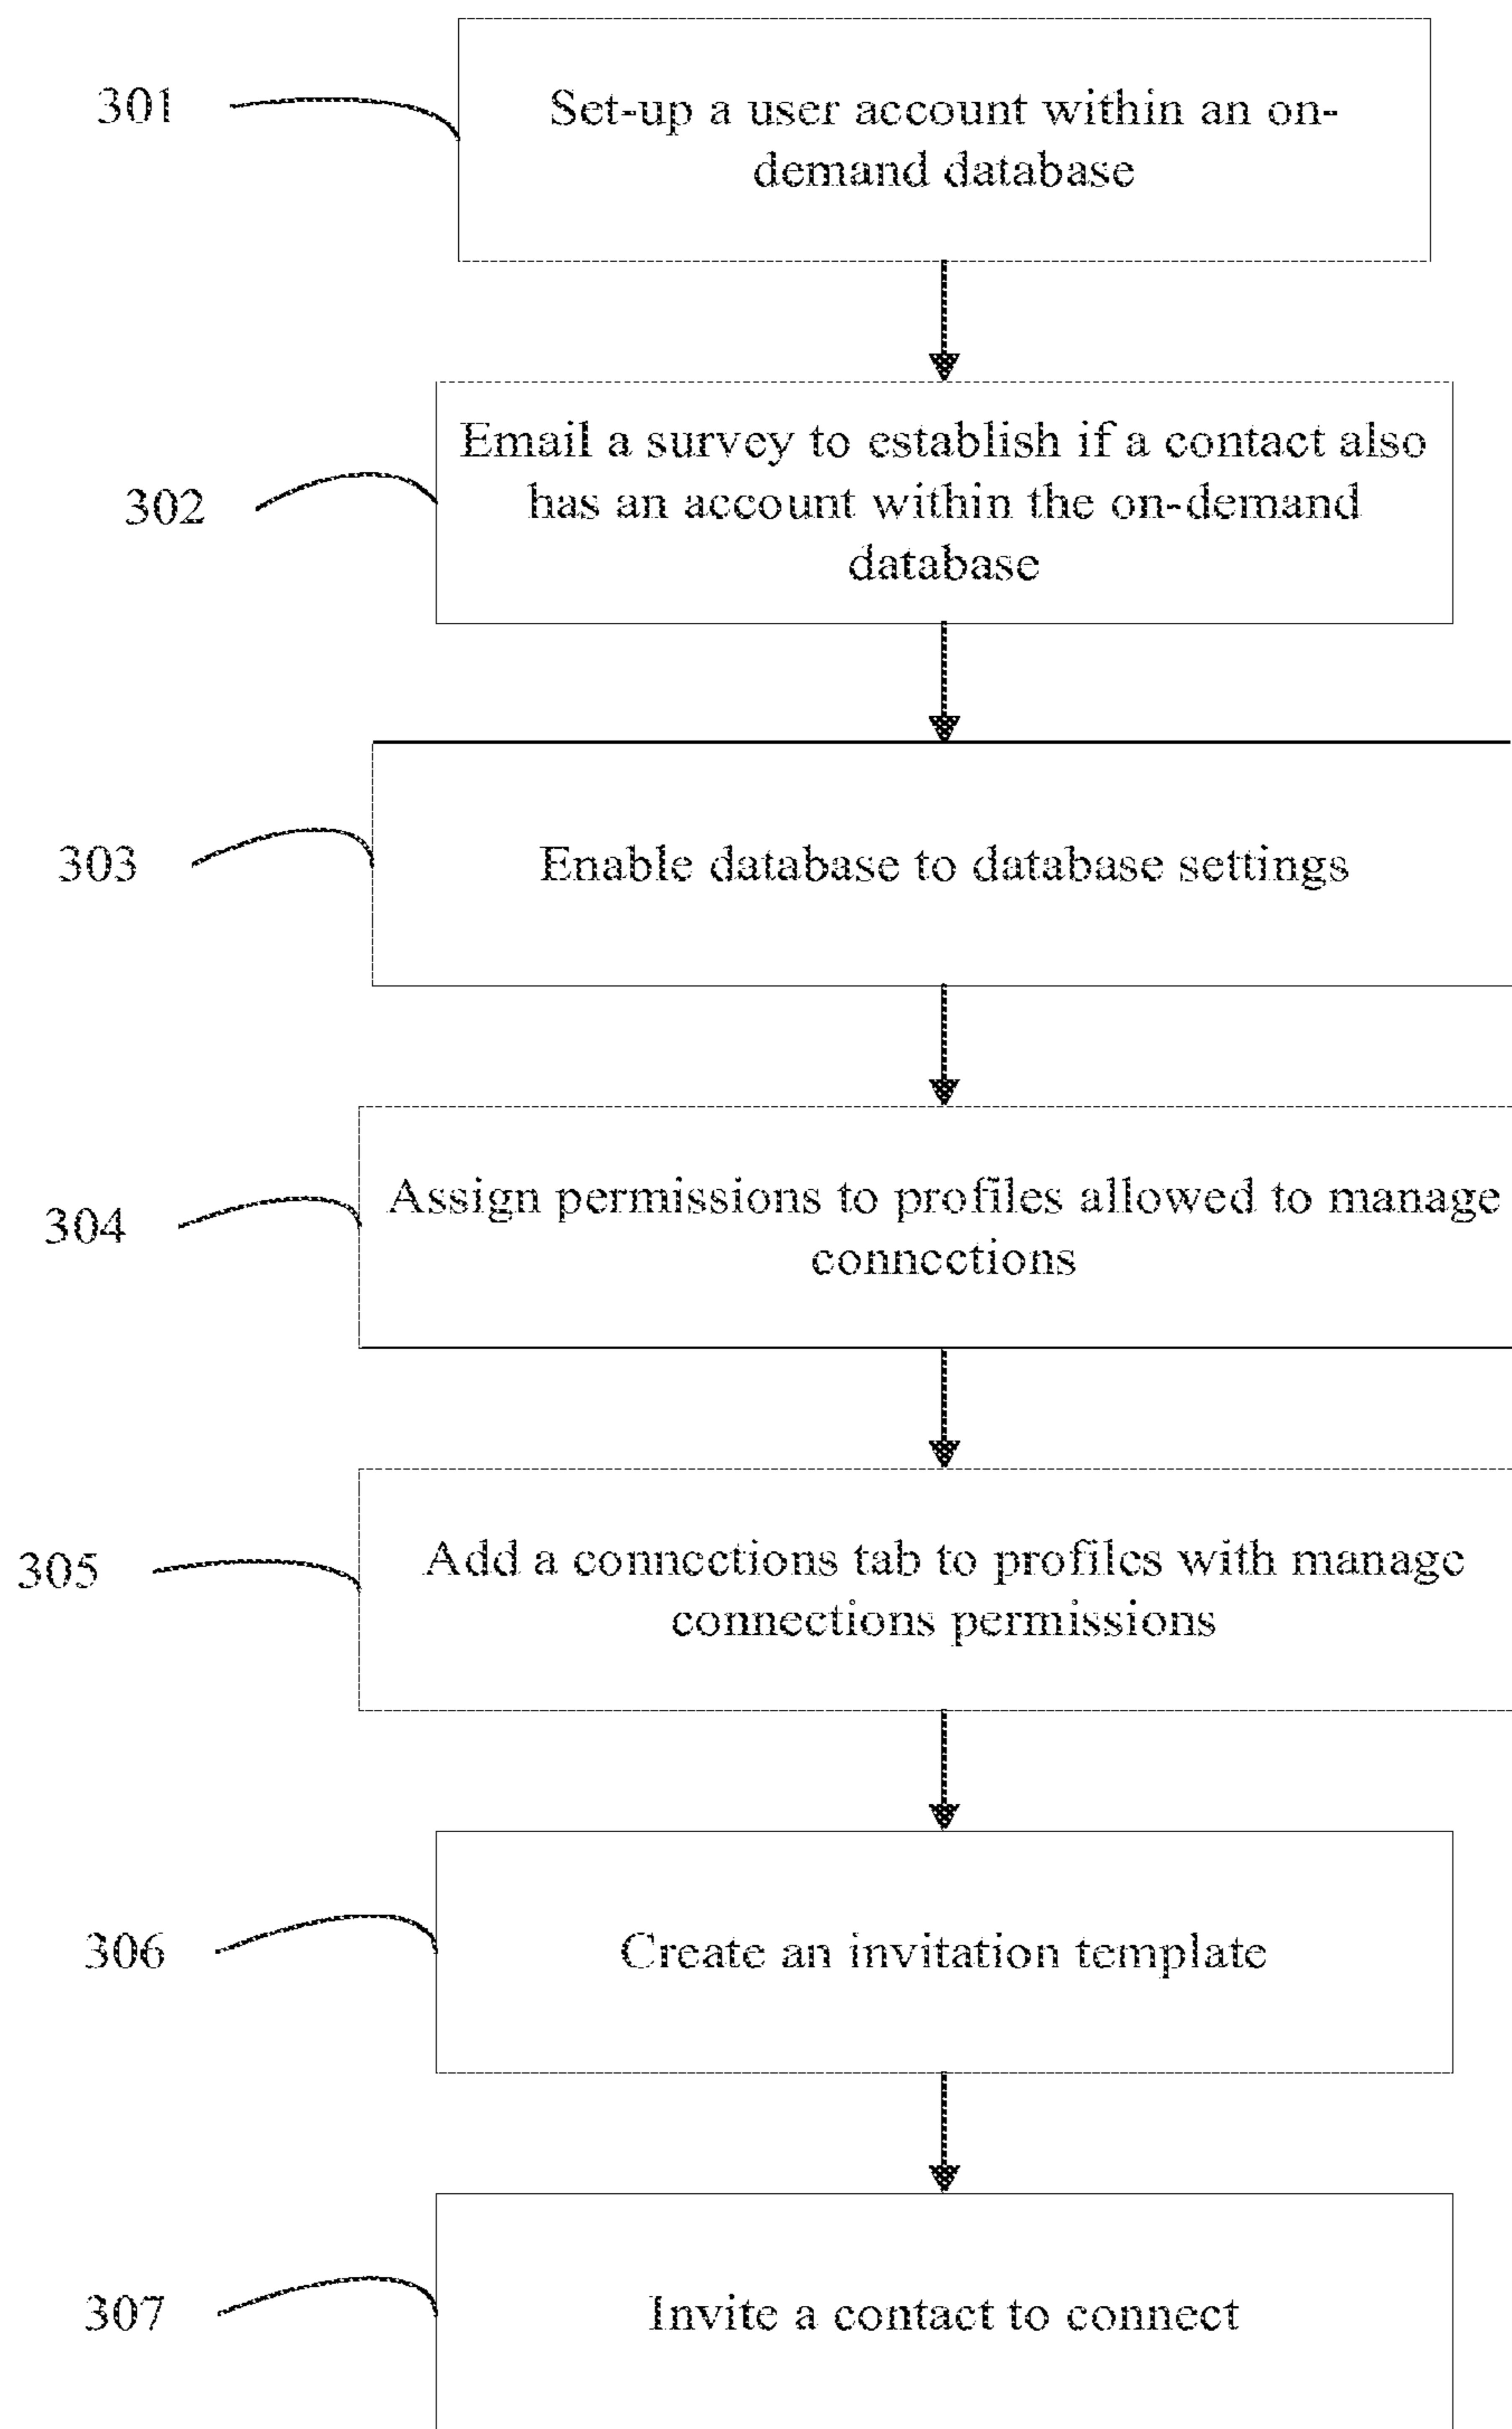 301
Set-up a user account within an on-
demand database
302
Email a survey to establish if a contact also
has an account within the on-demand
database
303
Enable database to database settings
304
Assign permissions to profiles allowed to manage
connections
305
Add a connections tab to profiles with manage
connections permissions
306
Create an invitation template
307
Invite a contact to connect